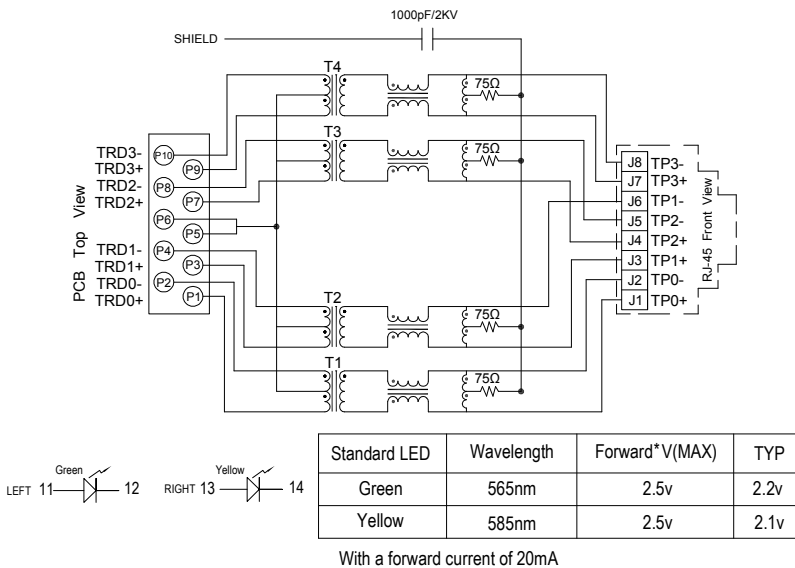 1000pF/2KV
SHIELD
T4
75Ω
T3
75Ω
TRD3-
TRD3+
TRD2-
TRD2+
TRD1-
TRD1+
TRD0-
TRD0+
PCB Top View
P10
P9
P8
P7
P6
P5
P4
P3
P2
P1
T2
75Ω
T1
75Ω
J8 TP3-
J7 TP3+
J6 TP1-
J5 TP2-
J4 TP2+
J3 TP1+
J2 TP0-
J1 TP0+
RJ-45 Front View
Green
LEFT 11 12
Yellow
RIGHT 13 14
Standard LED Wavelength Forward*V(MAX) TYP
Green 565nm 2.5v 2.2v
Yellow 585nm 2.5v 2.1v
With a forward current of 20mA